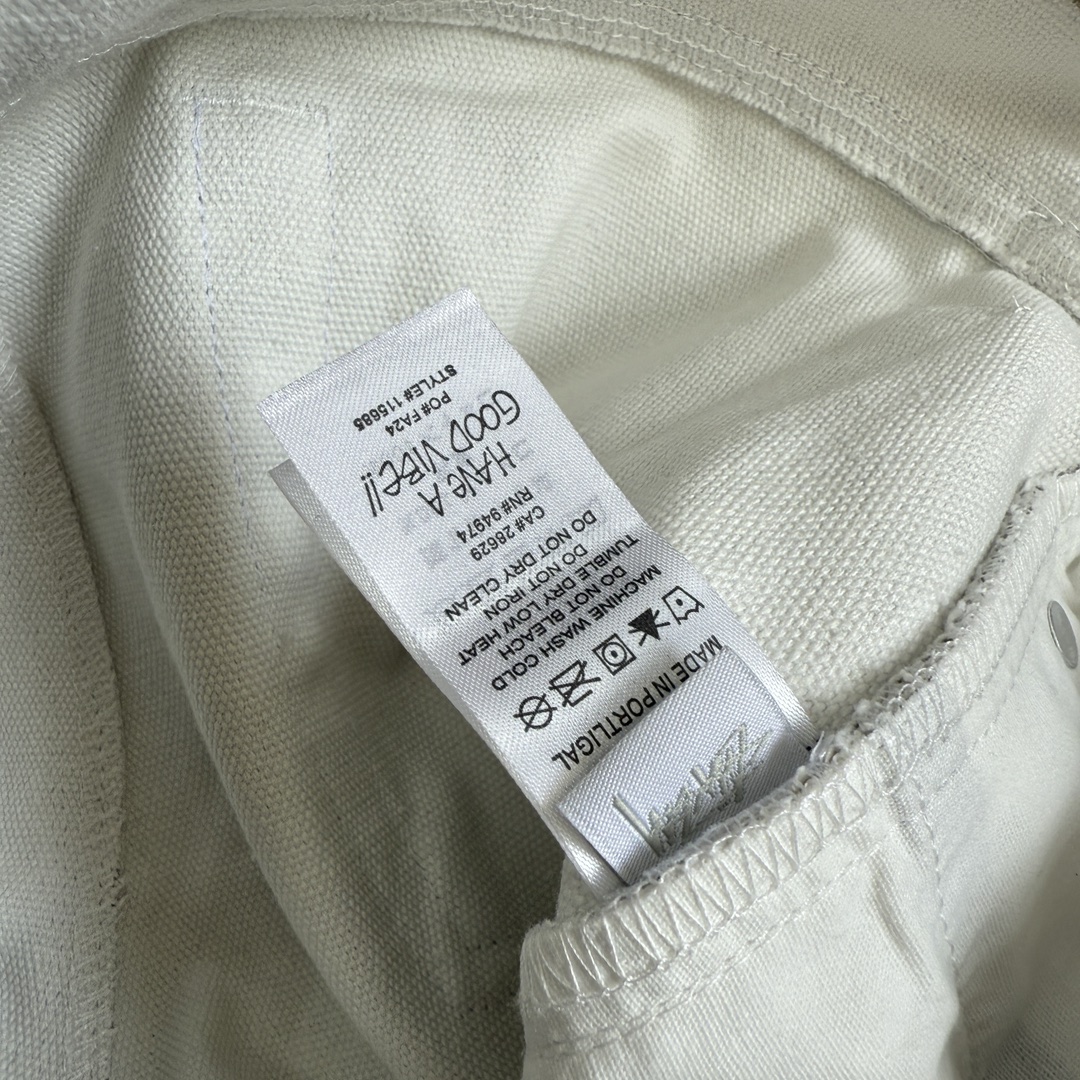 MADE IN PORTLIGAL
MACHINE WASH COLD
DO NOT BLEACH
TUMBLE DRY LOW HEAT
DO NOT IRON
DO NOT DRY CLEAN
CA# 28629
RN# 94974
HAVE A
GOOD VIBE!!
PO# FA24
STYLE# 115685